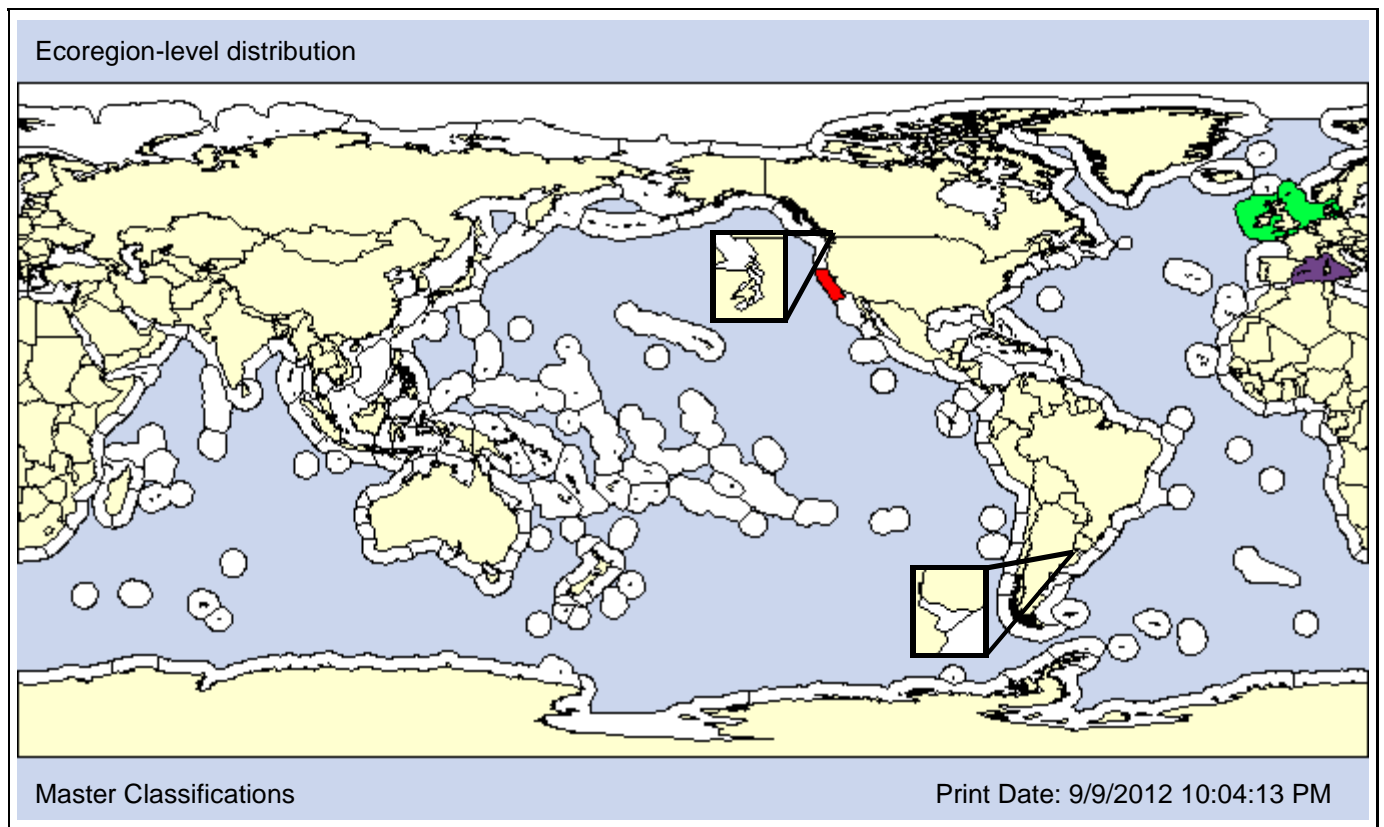 Ecoregion-level distribution
Master Classifications
Print Date: 9/9/2012 10:04:13 PM